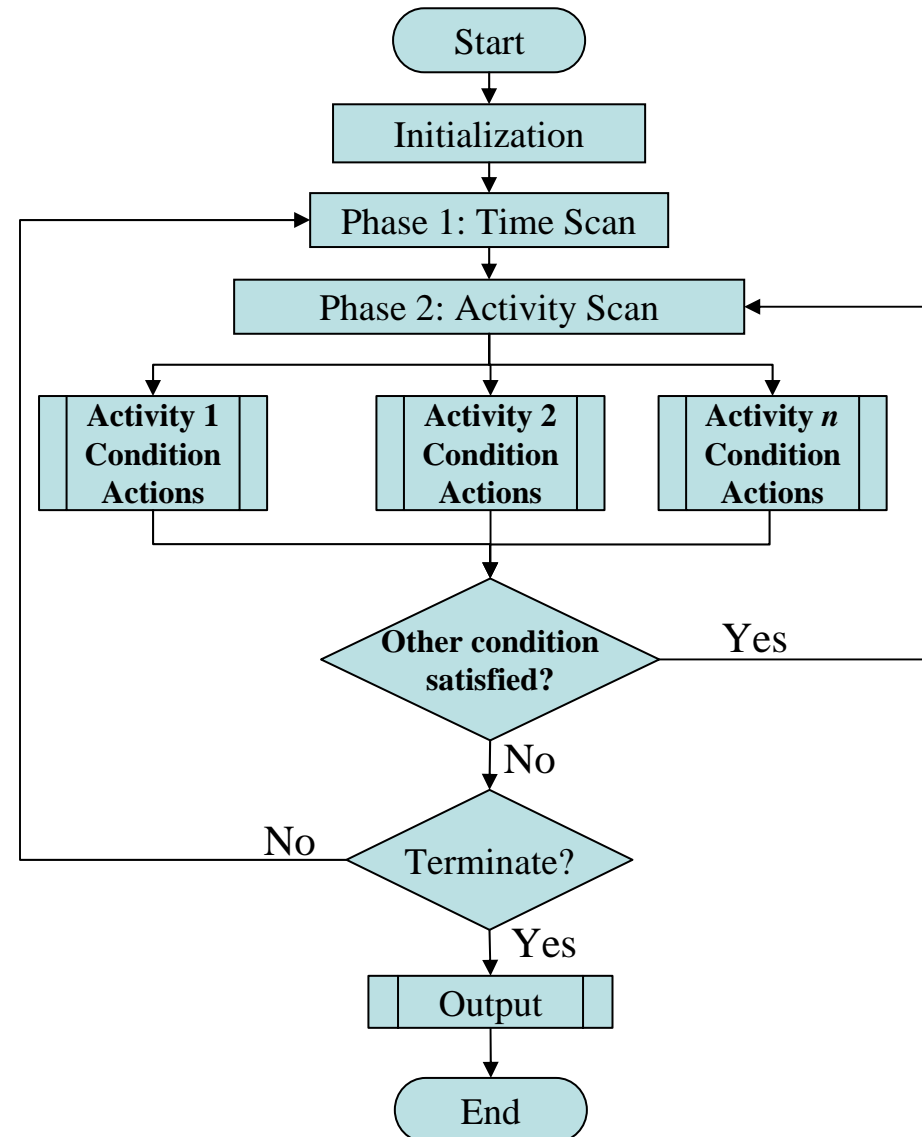 Start
Initialization
Phase 1: Time Scan
Phase 2: Activity Scan
Activity 1
Condition
Actions
Activity 2
Condition
Actions
Activity n
Condition
Actions
Other condition
satisfied?
Yes
No
Terminate?
No
Yes
Output
End